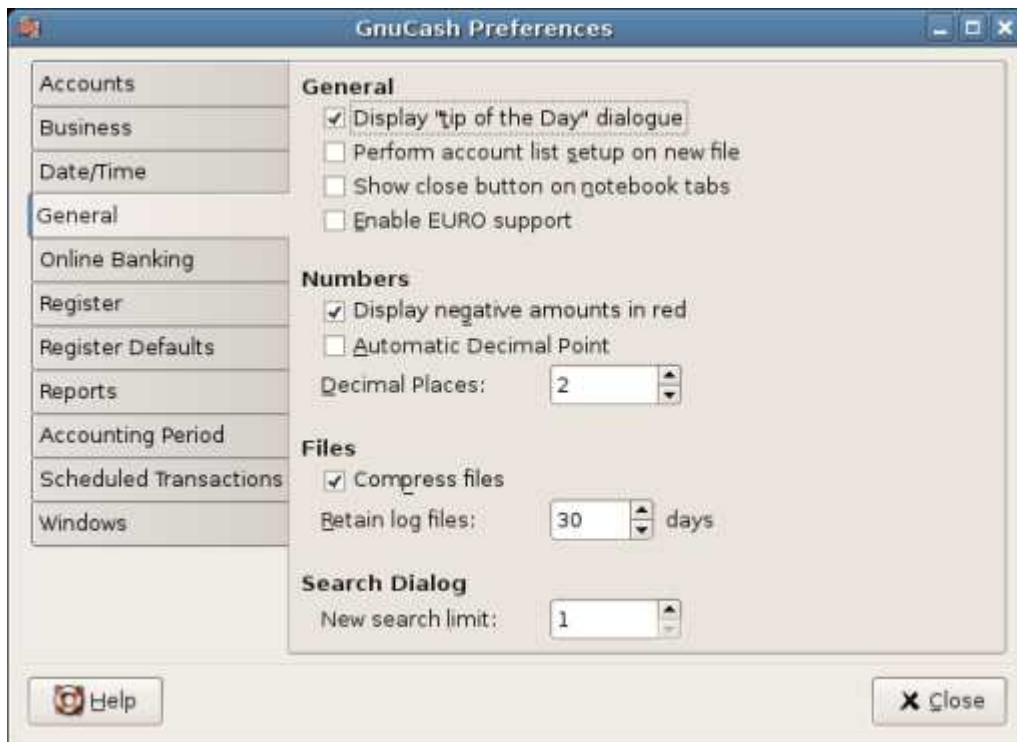 GnuCash Preferences
Accounts
Business
Date/Time
General
Online Banking
Register
Register Defaults
Reports
Accounting Period
Scheduled Transactions
Windows
General
Display "tip of the Day" dialogue
Perform account list setup on new file
Show close button on notebook tabs
Enable EURO support
Numbers
Display negative amounts in red
Automatic Decimal Point
Decimal Places: 2
Files
Compress files
Retain log files: 30 days
Search Dialog
New search limit: 1
Help
Close